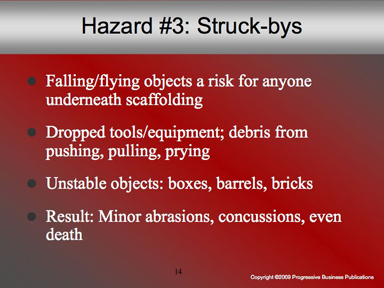 Hazard #3: Struck-bys
Falling/flying objects a risk for anyone
underneath scaffolding
Dropped tools/equipment; debris from
pushing, pulling, prying
Unstable objects: boxes, barrels, bricks
Result: Minor abrasions, concussions, even
death
14
Copyright ©2009 Progressive Business Publications